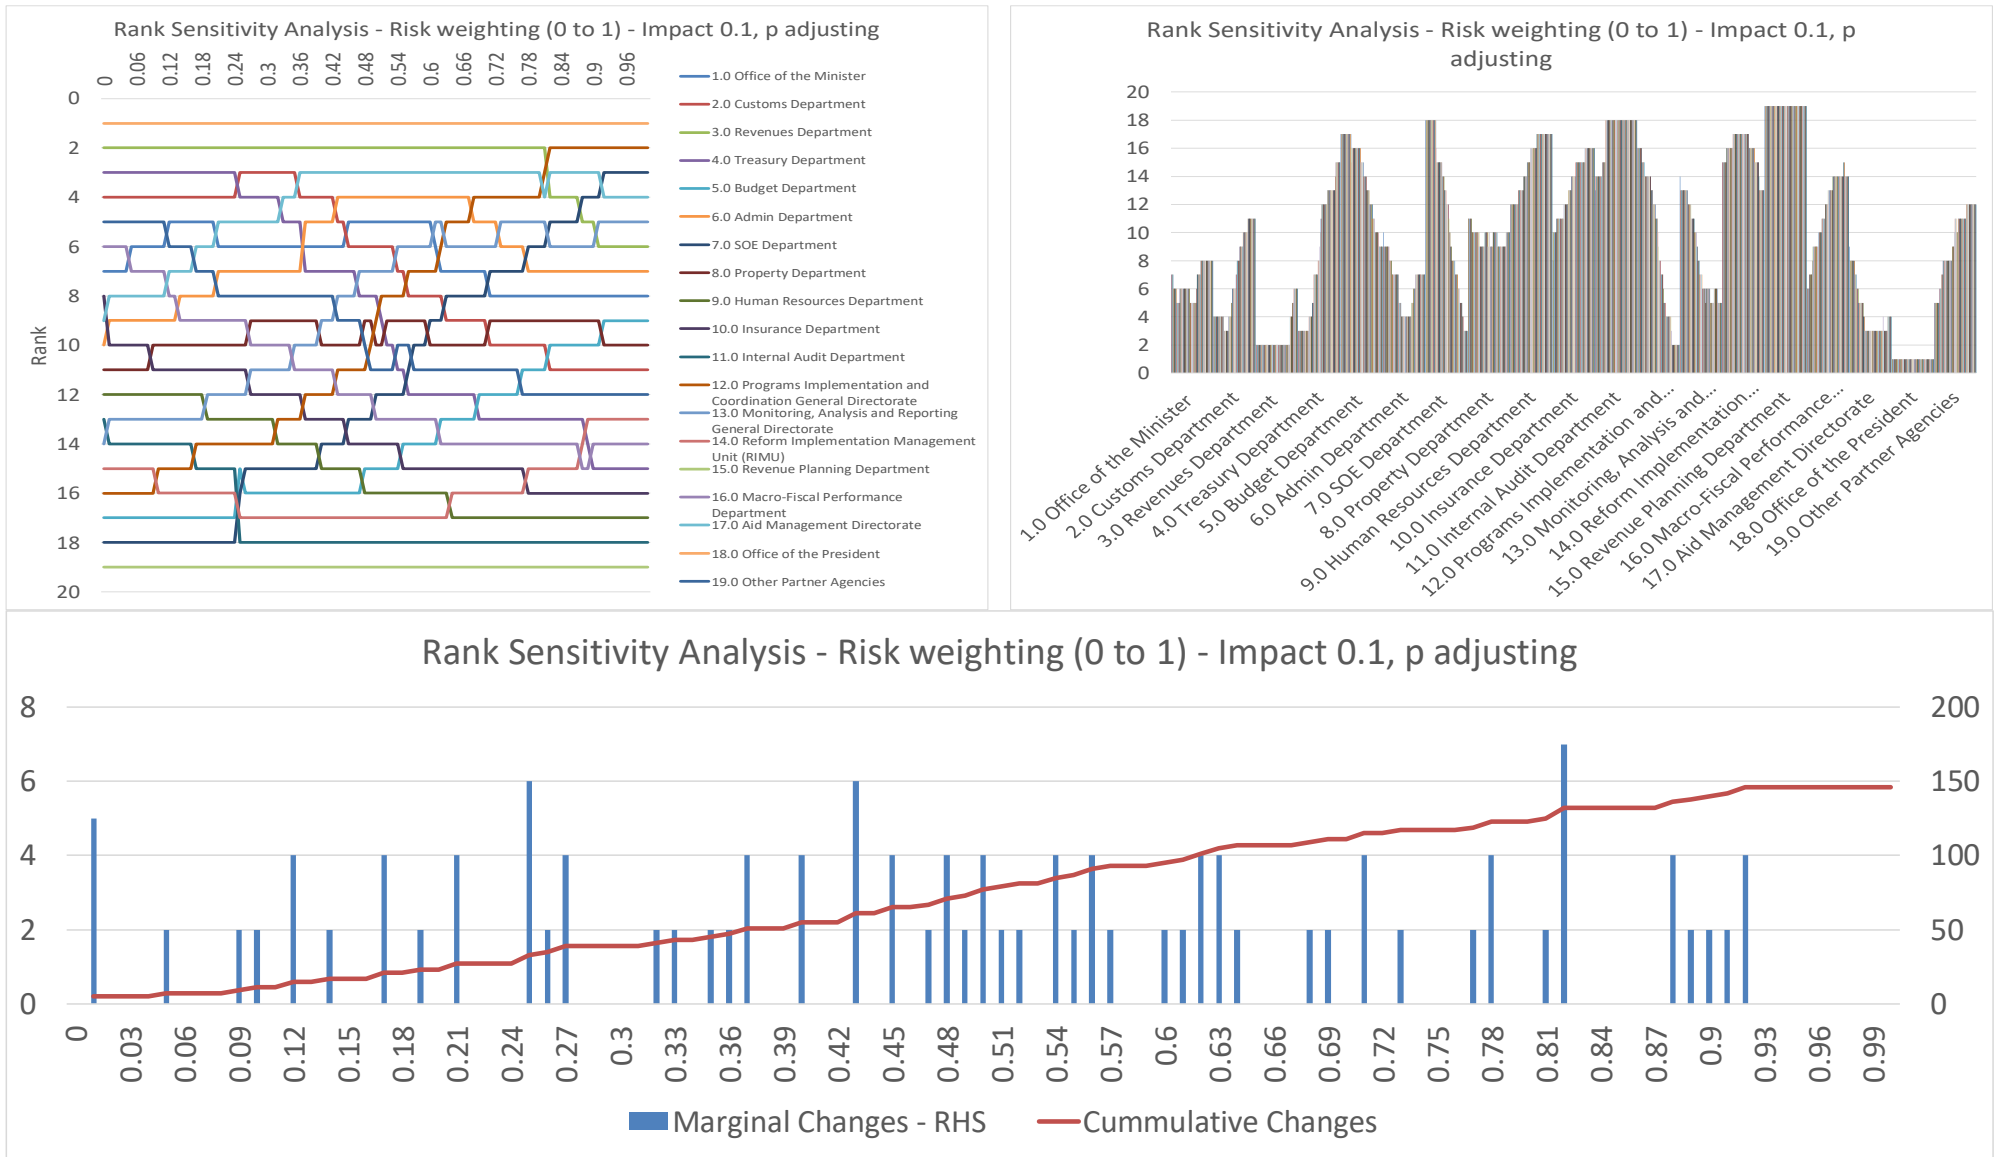 Rank Sensitivity Analysis - Risk weighting (0 to 1) - Impact 0.1, p adjusting
0 0.06 0.12 0.18 0.24 0.3 0.36 0.42 0.48 0.54 0.6 0.66 0.72 0.78 0.84 0.9 0.96
0
2
4
6
8
10
12
14
16
18
20
Rank
1.0 Office of the Minister
2.0 Customs Department
3.0 Revenues Department
4.0 Treasury Department
5.0 Budget Department
6.0 Admin Department
7.0 SOE Department
8.0 Property Department
9.0 Human Resources Department
10.0 Insurance Department
11.0 Internal Audit Department
12.0 Programs Implementation and
Coordination General Directorate
13.0 Monitoring, Analysis and Reporting
General Directorate
14.0 Reform Implementation Management
Unit (RIMU)
15.0 Revenue Planning Department
16.0 Macro-Fiscal Performance
Department
17.0 Aid Management Directorate
18.0 Office of the President
19.0 Other Partner Agencies
Rank Sensitivity Analysis - Risk weighting (0 to 1) - Impact 0.1, p
adjusting
20
18
16
14
12
10
8
6
4
2
0
1.0 Office of the Minister
2.0 Customs Department
3.0 Revenues Department
4.0 Treasury Department
5.0 Budget Department
6.0 Admin Department
7.0 SOE Department
8.0 Property Department
9.0 Human Resources Department
10.0 Insurance Department
11.0 Internal Audit Department
12.0 Programs Implementation and...
13.0 Monitoring, Analysis and...
14.0 Reform Implementation...
15.0 Revenue Planning Department
16.0 Macro-Fiscal Performance...
17.0 Aid Management Directorate
18.0 Office of the President
19.0 Other Partner Agencies
Rank Sensitivity Analysis - Risk weighting (0 to 1) - Impact 0.1, p adjusting
8
6
4
2
0
200
150
100
50
0
0 0.03 0.06 0.09 0.12 0.15 0.18 0.21 0.24 0.27 0.3 0.33 0.36 0.39 0.42 0.45 0.48 0.51 0.54 0.57 0.6 0.63 0.66 0.69 0.72 0.75 0.78 0.81 0.84 0.87 0.9 0.93 0.96 0.99
Marginal Changes - RHS
Cummulative Changes